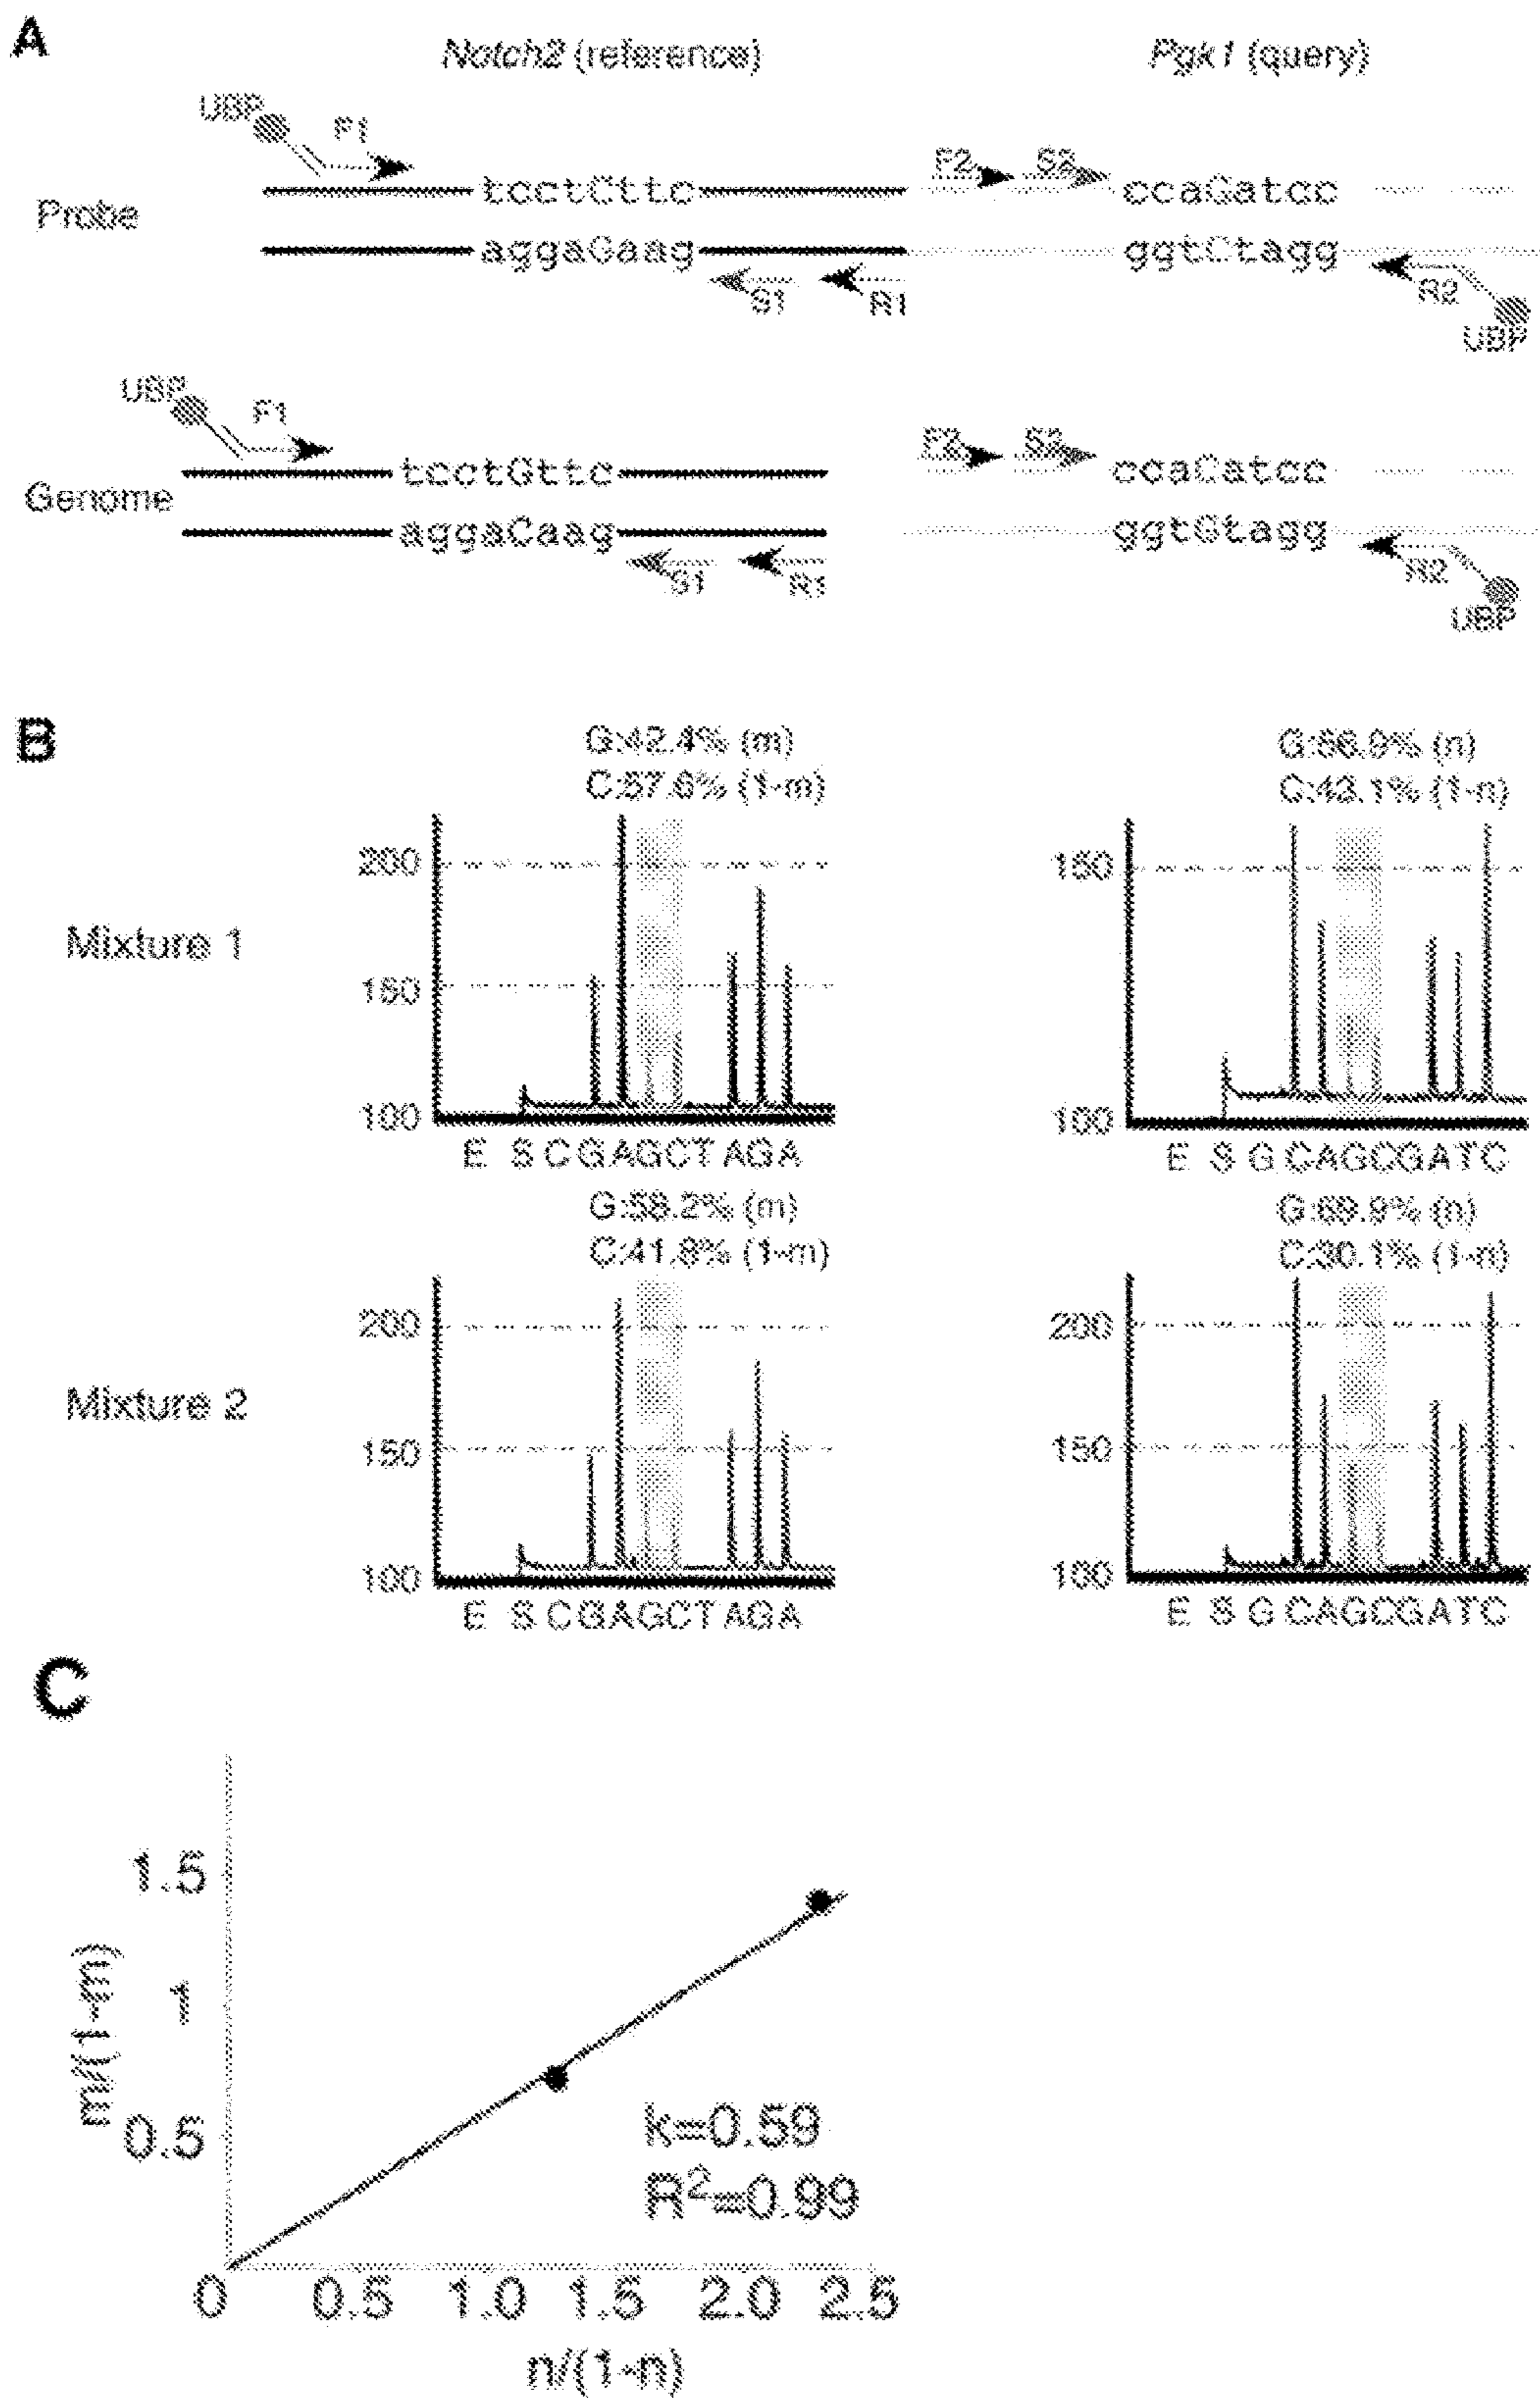 A
Notch2 (reference) Pgk1 (query)
UBP F1
F2 S2
tcctCttc ccaGatcc
Probe
aggaGaag ggtCtagg
S1 R1 R2
UBP
UBP F1
F2 S2
tcctGttc ccaCatcc
Genome
aggaCaag ggtGtagg
S1 R1 R2
UBP
B
G:42.4% (m) G:56.9% (n)
C:57.6% (1-m) C:43.1% (1-n)
200 150
Mixture 1
150
100 100
E S C G A G C T A G A E S G C A G C G A T C
G:58.2% (m) G:69.9% (n)
C:41.8% (1-m) C:30.1% (1-n)
200 200
Mixture 2
150 150
100 100
E S C G A G C T A G A E S G C A G C G A T C
C
1.5
m/(1-m)
1
0.5
k=0.59
R²=0.99
0 0.5 1.0 1.5 2.0 2.5
n/(1-n)